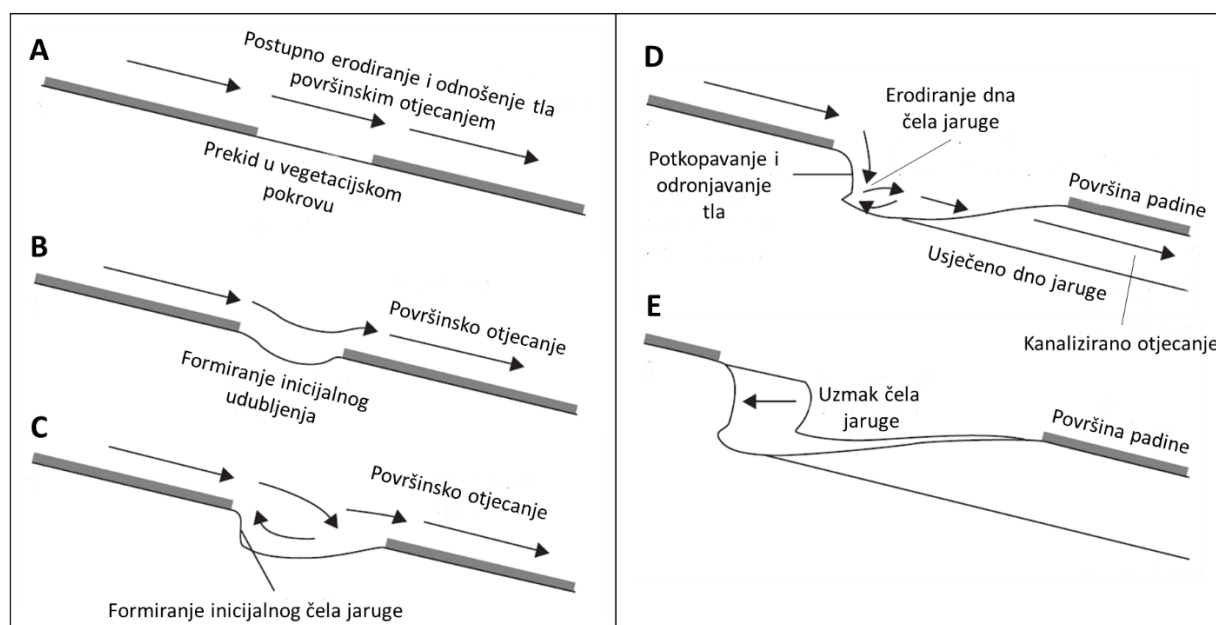 A
Postupno erodiranje i odnošenje tla
površinskim otjecanjem
Prekid u vegetacijskom
pokrovu
B
Površinsko otjecanje
Formiranje inicijalnog
udubljenja
C
Površinsko otjecanje
Formiranje inicijalnog čela jaruge
D
Erodiranje dna
čela jaruge
Potkopavanje i
odronjavanje
tla
Površina padine
Usječeno dno jaruge
Kanalizirano otjecanje
E
Uzmak čela
jaruge
Površina padine